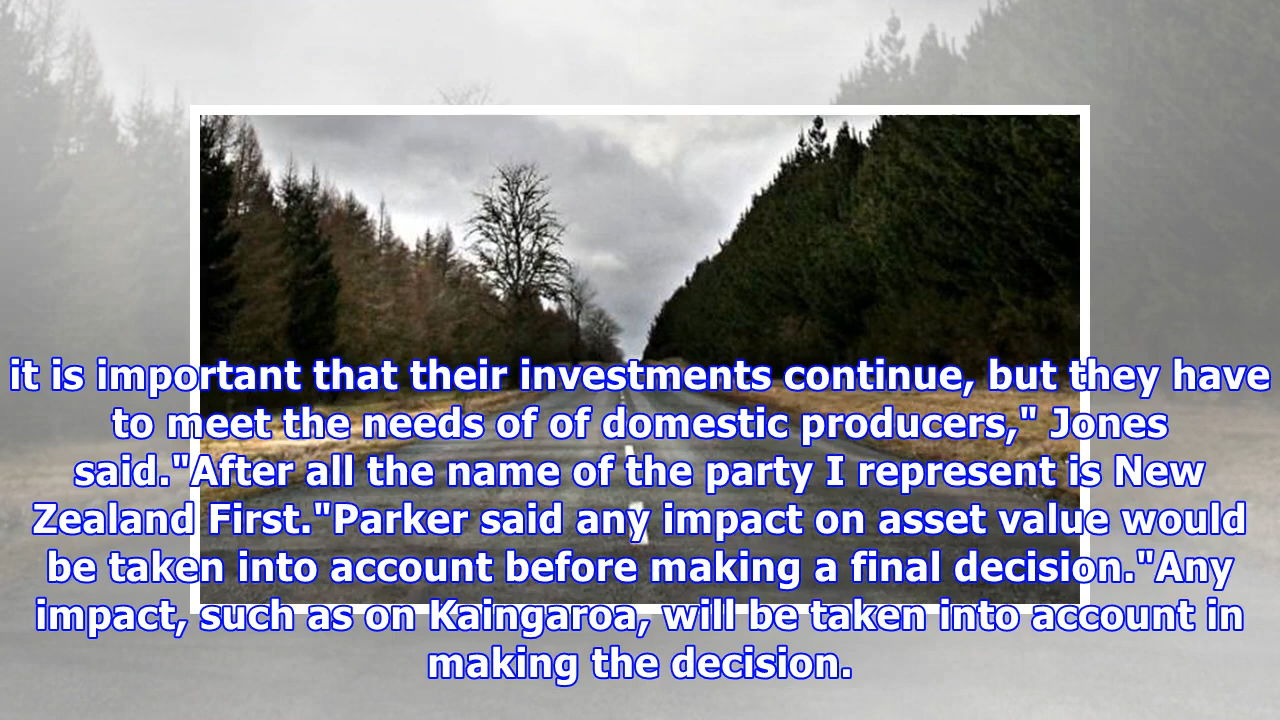 it is important that their investments continue, but they have
to meet the needs of of domestic producers," Jones
said."After all the name of the party I represent is New
Zealand First."Parker said any impact on asset value would
be taken into account before making a final decision."Any
impact, such as on Kaingaroa, will be taken into account in
making the decision.